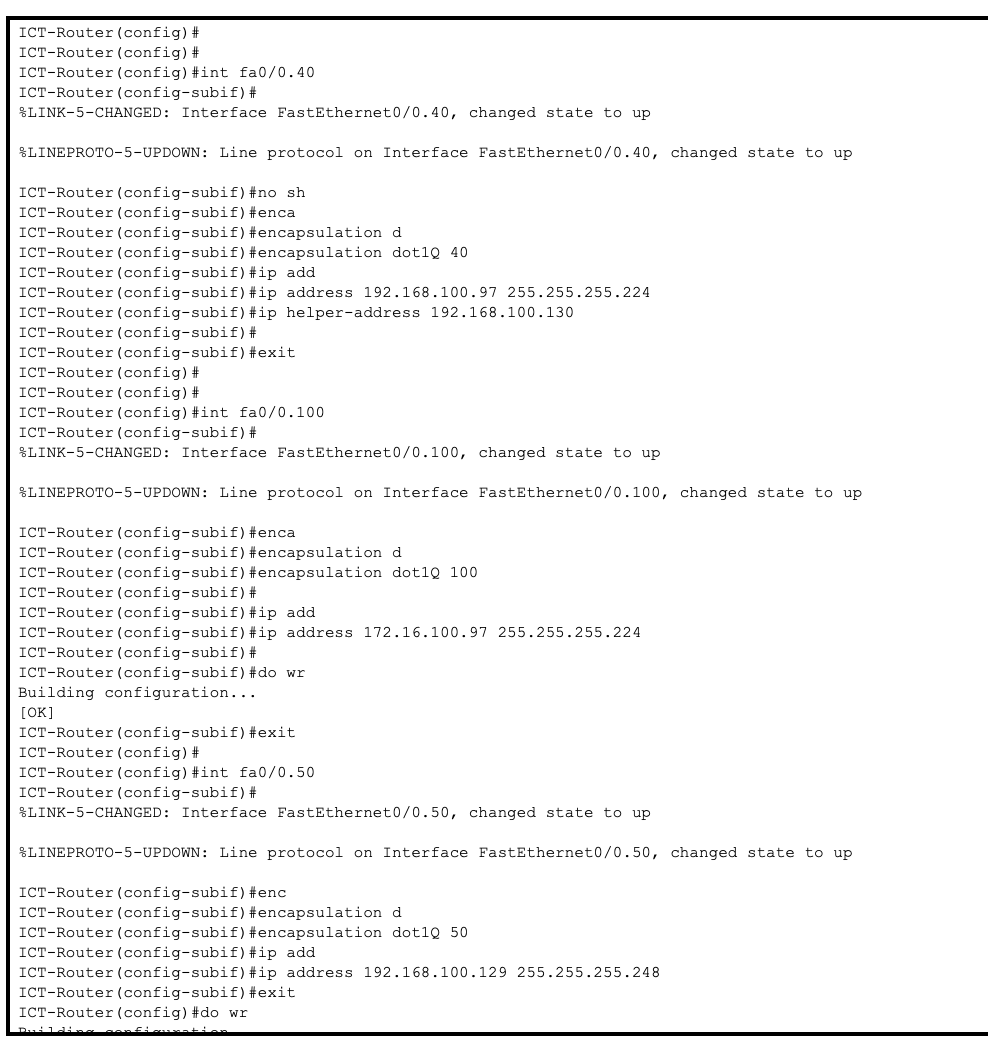 ICT-Router(config)#
ICT-Router(config)#
ICT-Router(config)#int fa0/0.40
ICT-Router(config-subif)#
%LINK-5-CHANGED: Interface FastEthernet0/0.40, changed state to up
%LINEPROTO-5-UPDOWN: Line protocol on Interface FastEthernet0/0.40, changed state to up
ICT-Router(config-subif)#no sh
ICT-Router(config-subif)#enca
ICT-Router(config-subif)#encapsulation d
ICT-Router(config-subif)#encapsulation dot1Q 40
ICT-Router(config-subif)#ip add
ICT-Router(config-subif)#ip address 192.168.100.97 255.255.255.224
ICT-Router(config-subif)#ip helper-address 192.168.100.130
ICT-Router(config-subif)#
ICT-Router(config-subif)#exit
ICT-Router(config)#
ICT-Router(config)#
ICT-Router(config)#int fa0/0.100
ICT-Router(config-subif)#
%LINK-5-CHANGED: Interface FastEthernet0/0.100, changed state to up
%LINEPROTO-5-UPDOWN: Line protocol on Interface FastEthernet0/0.100, changed state to up
ICT-Router(config-subif)#enca
ICT-Router(config-subif)#encapsulation d
ICT-Router(config-subif)#encapsulation dot1Q 100
ICT-Router(config-subif)#
ICT-Router(config-subif)#ip add
ICT-Router(config-subif)#ip address 172.16.100.97 255.255.255.224
ICT-Router(config-subif)#
ICT-Router(config-subif)#do wr
Building configuration...
[OK]
ICT-Router(config-subif)#exit
ICT-Router(config)#
ICT-Router(config)#int fa0/0.50
ICT-Router(config-subif)#
%LINK-5-CHANGED: Interface FastEthernet0/0.50, changed state to up
%LINEPROTO-5-UPDOWN: Line protocol on Interface FastEthernet0/0.50, changed state to up
ICT-Router(config-subif)#enc
ICT-Router(config-subif)#encapsulation d
ICT-Router(config-subif)#encapsulation dot1Q 50
ICT-Router(config-subif)#ip add
ICT-Router(config-subif)#ip address 192.168.100.129 255.255.255.248
ICT-Router(config-subif)#exit
ICT-Router(config)#do wr
Building configuration